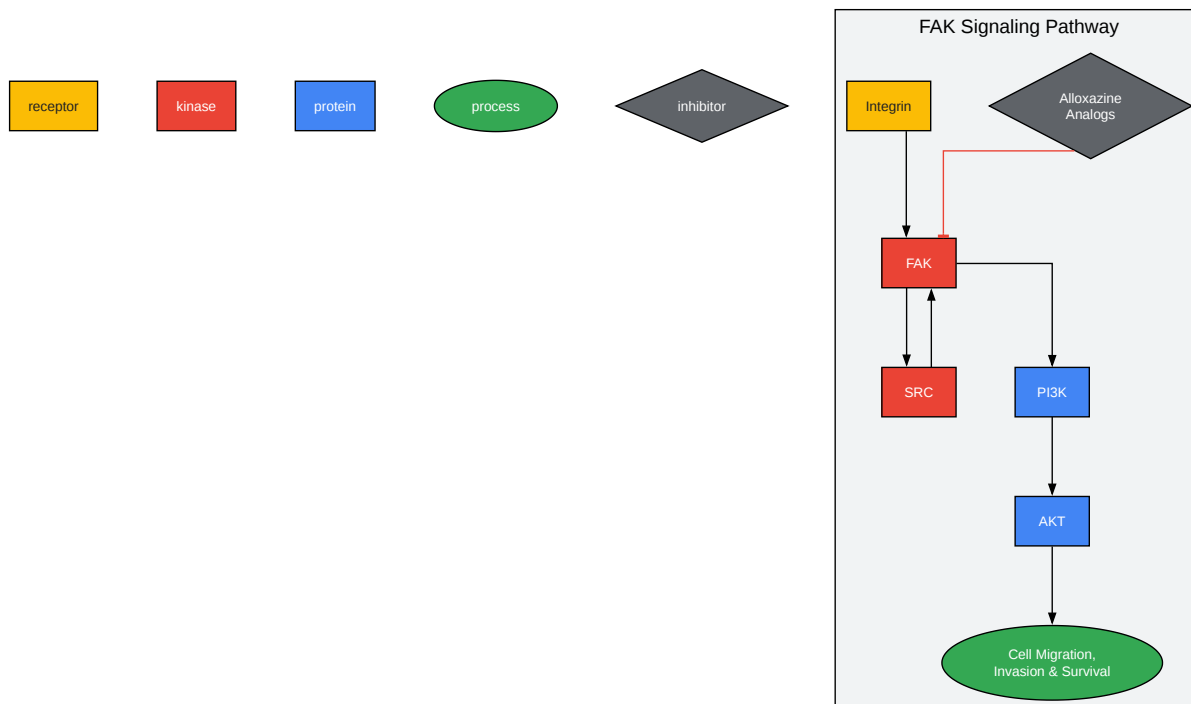 FAK Signaling Pathway
receptor
kinase
protein
process
inhibitor
Integrin
Alloxazine
Analogs
FAK
SRC
PI3K
AKT
Cell Migration,
Invasion & Survival